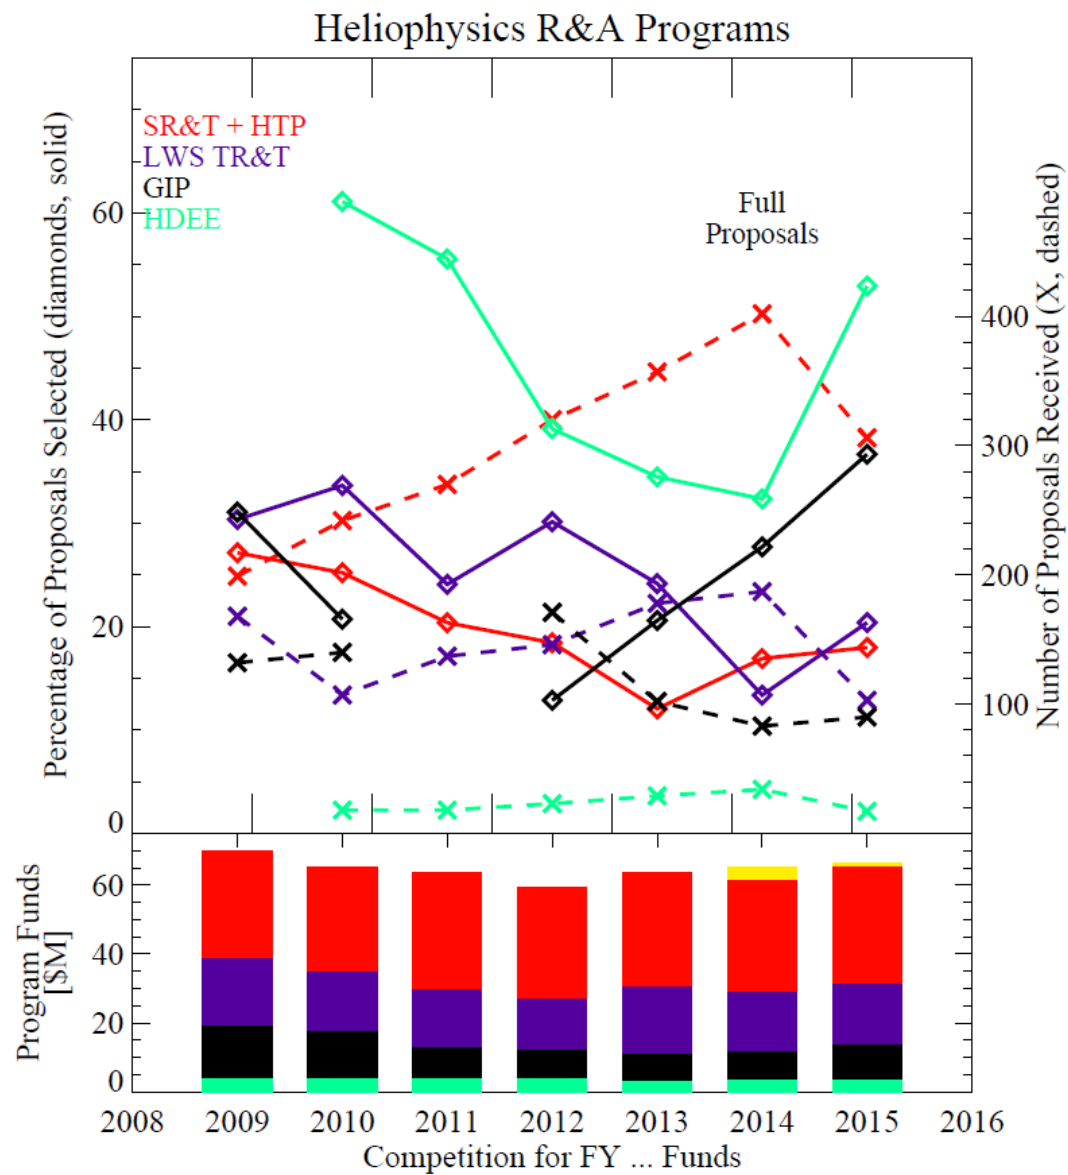 Heliophysics R&A Programs
Percentage of Proposals Selected (diamonds, solid)
SR&T + HTP
LWS TR&T
GIP
HDEE
Full
Proposals
60
40
20
0
400
300
200
100
Number of Proposals Received (X, dashed)
Program Funds
[$M]
60
40
20
0
2008 2009 2010 2011 2012 2013 2014 2015 2016
Competition for FY ... Funds